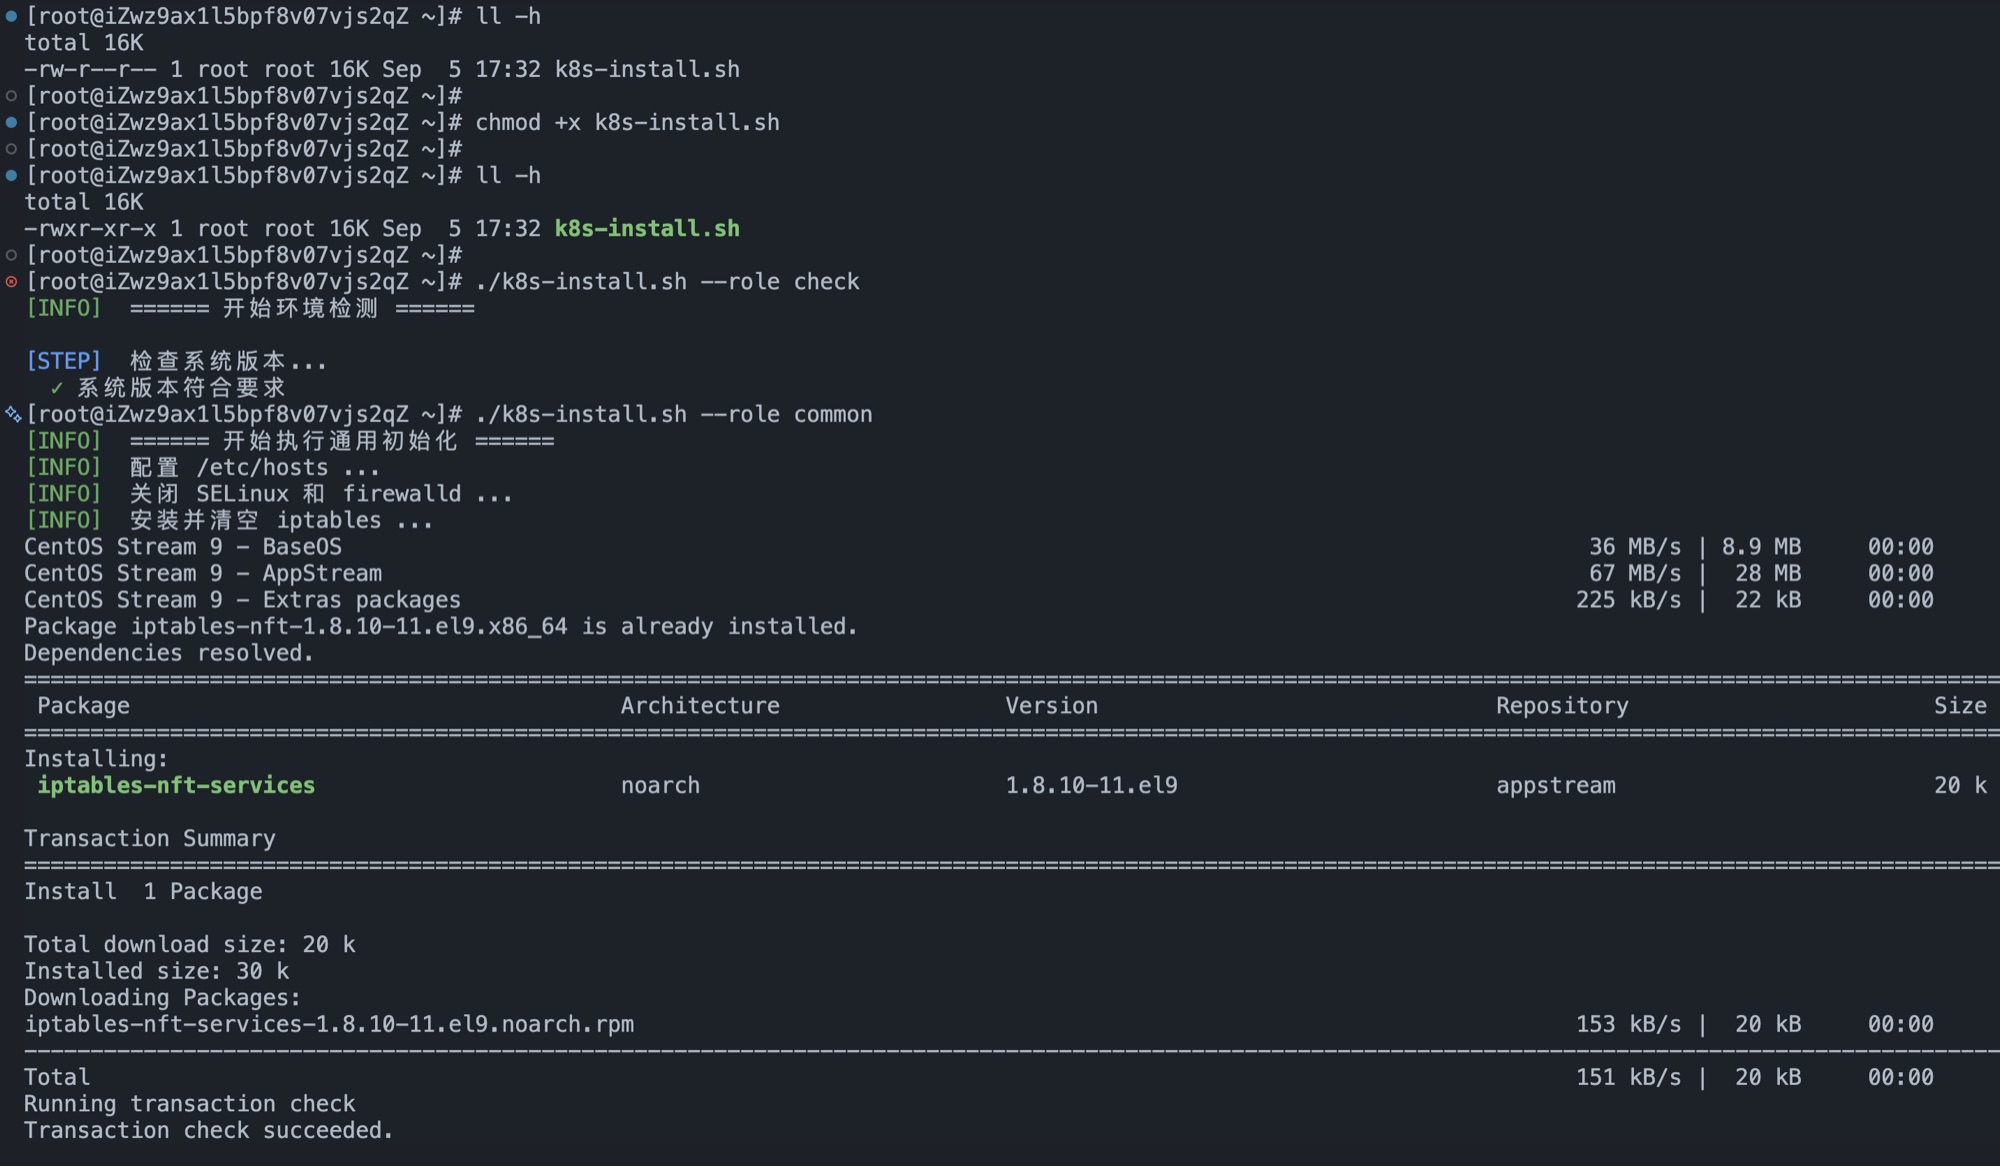 [root@iZwz9ax1l5bpf8v07vjs2qZ ~]# ll -h
total 16K
-rw-r--r-- 1 root root 16K Sep  5 17:32 k8s-install.sh
[root@iZwz9ax1l5bpf8v07vjs2qZ ~]#
[root@iZwz9ax1l5bpf8v07vjs2qZ ~]# chmod +x k8s-install.sh
[root@iZwz9ax1l5bpf8v07vjs2qZ ~]#
[root@iZwz9ax1l5bpf8v07vjs2qZ ~]# ll -h
total 16K
-rwxr-xr-x 1 root root 16K Sep  5 17:32 k8s-install.sh
[root@iZwz9ax1l5bpf8v07vjs2qZ ~]#
[root@iZwz9ax1l5bpf8v07vjs2qZ ~]# ./k8s-install.sh --role check
[INFO]  ====== 开始环境检测 ======
[STEP]  检查系统版本...
✓ 系统版本符合要求
[root@iZwz9ax1l5bpf8v07vjs2qZ ~]# ./k8s-install.sh --role common
[INFO]  ====== 开始执行通用初始化 ======
[INFO]  配置 /etc/hosts ...
[INFO]  关闭 SELinux 和 firewalld ...
[INFO]  安装并清空 iptables ...
CentOS Stream 9 - BaseOS 36 MB/s | 8.9 MB 00:00
CentOS Stream 9 - AppStream 67 MB/s | 28 MB 00:00
CentOS Stream 9 - Extras packages 225 kB/s | 22 kB 00:00
Package iptables-nft-1.8.10-11.el9.x86_64 is already installed.
Dependencies resolved.
Package Architecture Version Repository Size
Installing:
iptables-nft-services noarch 1.8.10-11.el9 appstream 20 k
Transaction Summary
Install  1 Package
Total download size: 20 k
Installed size: 30 k
Downloading Packages:
iptables-nft-services-1.8.10-11.el9.noarch.rpm 153 kB/s | 20 kB 00:00
Total 151 kB/s | 20 kB 00:00
Running transaction check
Transaction check succeeded.